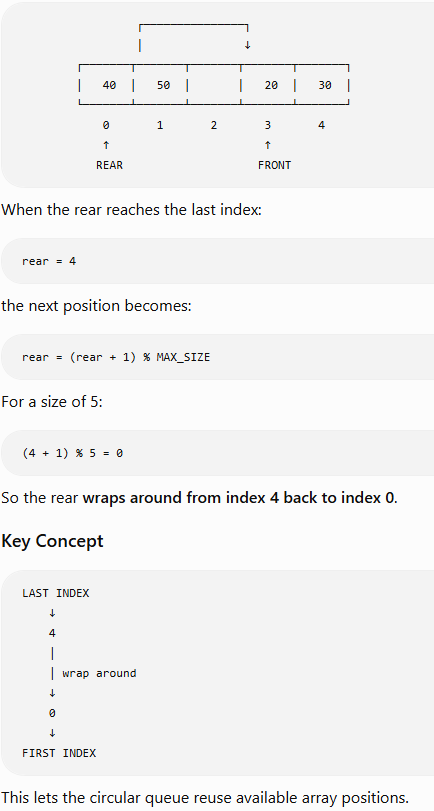 ┌───────────────┐
│               ↓
┌───────┬───────┬───────┬───────┬───────┐
│  40   │  50   │       │  20   │  30   │
└───────┴───────┴───────┴───────┴───────┘
0 1 2 3 4
↑ ↑
REAR FRONT
When the rear reaches the last index:
rear = 4
the next position becomes:
rear = (rear + 1) % MAX_SIZE
For a size of 5:
(4 + 1) % 5 = 0
So the rear wraps around from index 4 back to index 0.
Key Concept
LAST INDEX
↓
4
│
│ wrap around
↓
0
↓
FIRST INDEX
This lets the circular queue reuse available array positions.